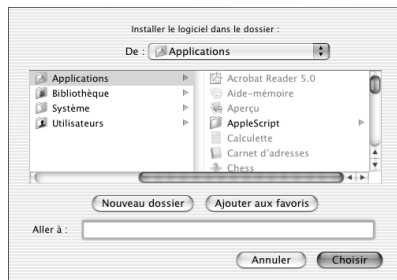 Installer le logiciel dans le dossier :
De : Applications
Applications
Bibliothèque
Système
Utilisateurs
Acrobat Reader 5.0
Aide-mémoire
Aperçu
AppleScript
Calculette
Carnet d'adresses
Chess
Nouveau dossier
Ajouter aux favoris
Aller à :
Annuler
Choisir